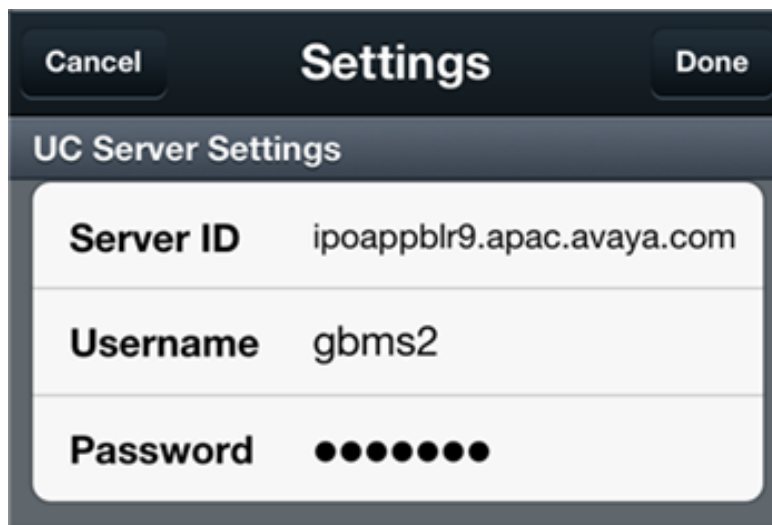 Cancel Settings Done
UC Server Settings
Server ID ipoappblr9.apac.avaya.com
Username gbms2
Password ●●●●●●●